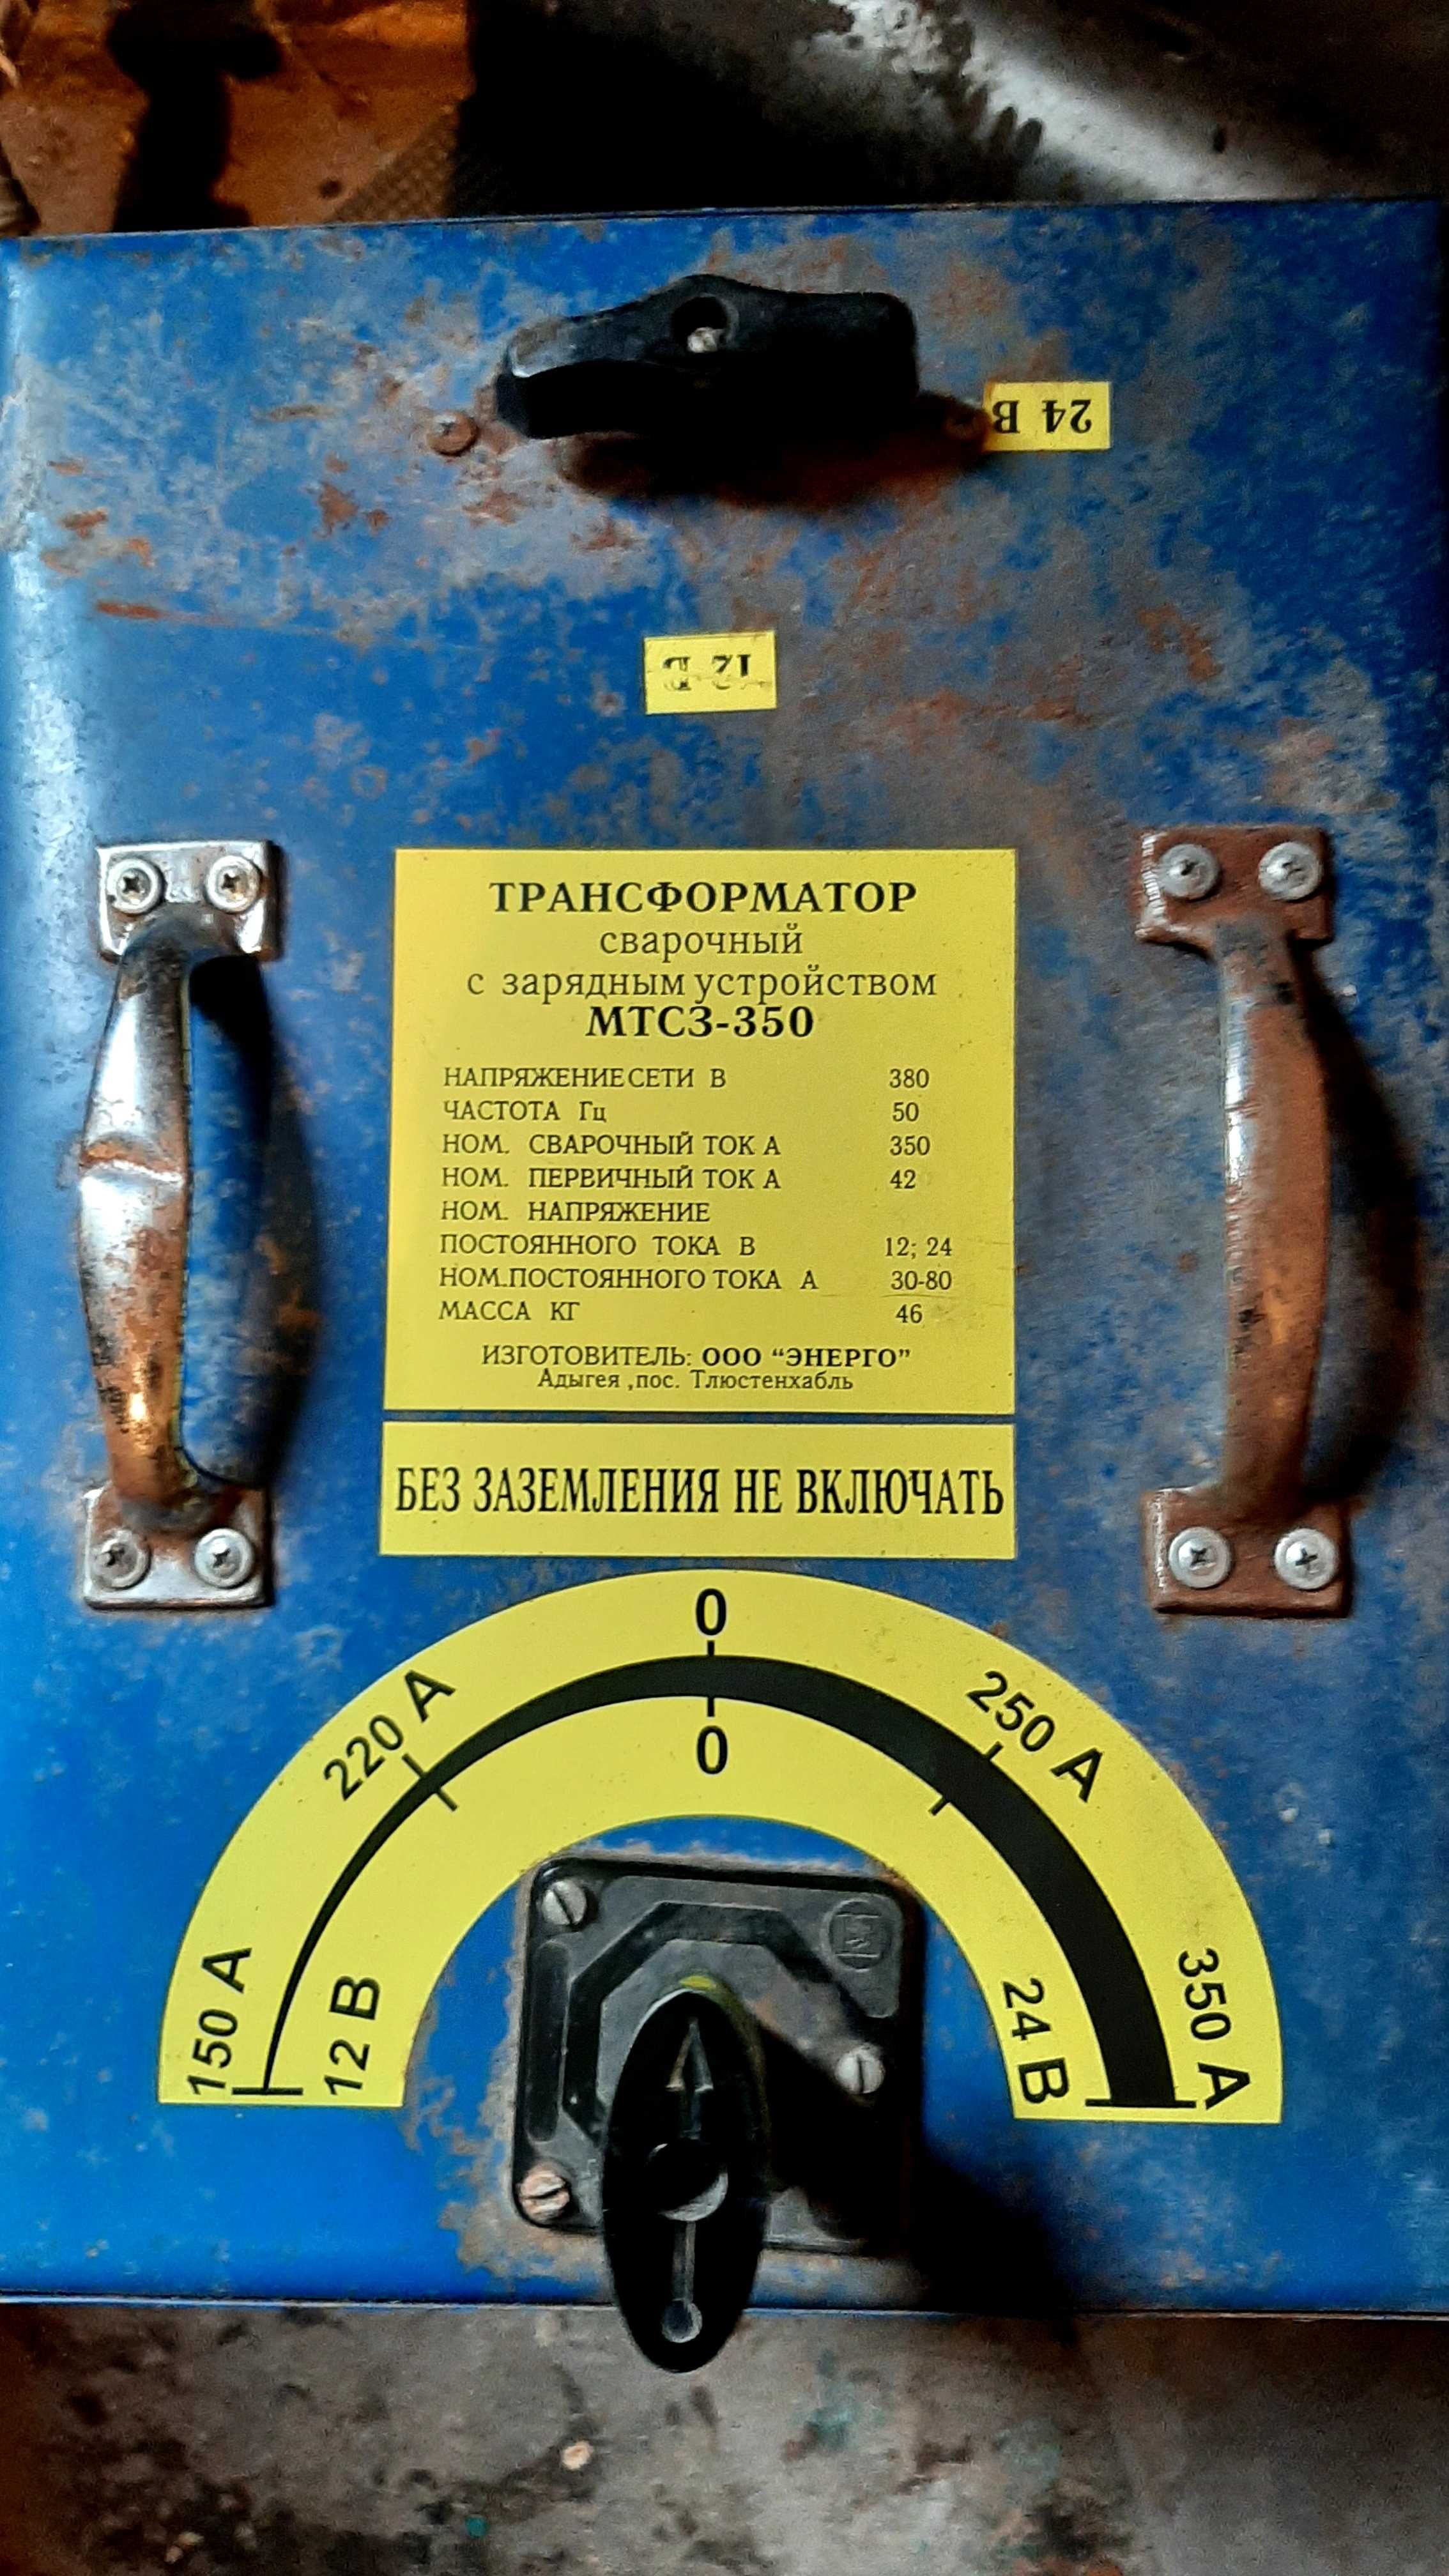 24 В
12 В
ТРАНСФОРМАТОР
сварочный
с зарядным устройством
МТСЗ-350
НАПРЯЖЕНИЕ СЕТИ В 380
ЧАСТОТА Гц 50
НОМ. СВАРОЧНЫЙ ТОК А 350
НОМ. ПЕРВИЧНЫЙ ТОК А 42
НОМ. НАПРЯЖЕНИЕ
ПОСТОЯННОГО ТОКА В 12; 24
НОМ.ПОСТОЯННОГО ТОКА А 30-80
МАССА КГ 46
ИЗГОТОВИТЕЛЬ: ООО “ЭНЕРГО”
Адыгея ,пос. Тлюстенхабль
БЕЗ ЗАЗЕМЛЕНИЯ НЕ ВКЛЮЧАТЬ
150 А
220 А
0
250 А
350 А
12 В
0
24 В